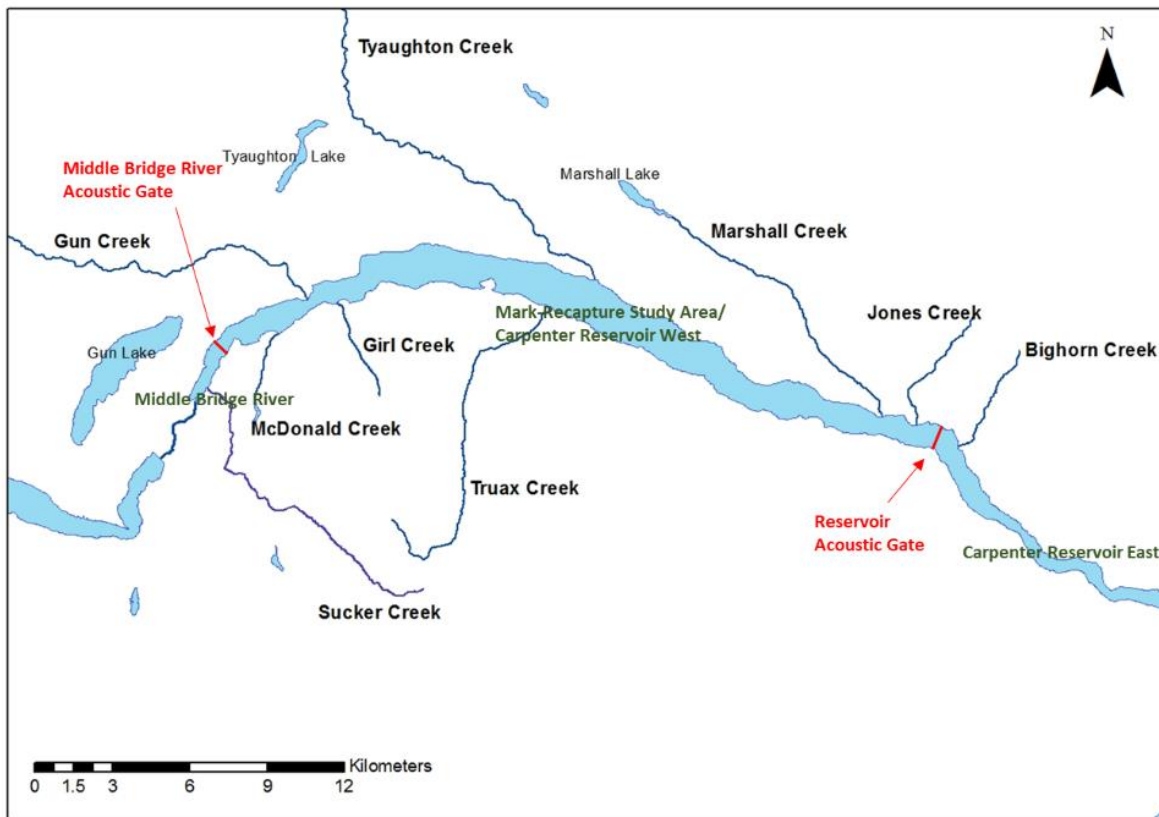 Tyaughton Creek
N
Middle Bridge River
Acoustic Gate
Tyaughton Lake
Marshall Lake
Gun Creek
Marshall Creek
Jones Creek
Mark-Recapture Study Area/
Carpenter Reservoir West
Girl Creek
Gun Lake
Bighorn Creek
Middle Bridge River
McDonald Creek
Truax Creek
Reservoir
Acoustic Gate
Carpenter Reservoir East
Sucker Creek
Kilometers
0 1.5 3 6 9 12